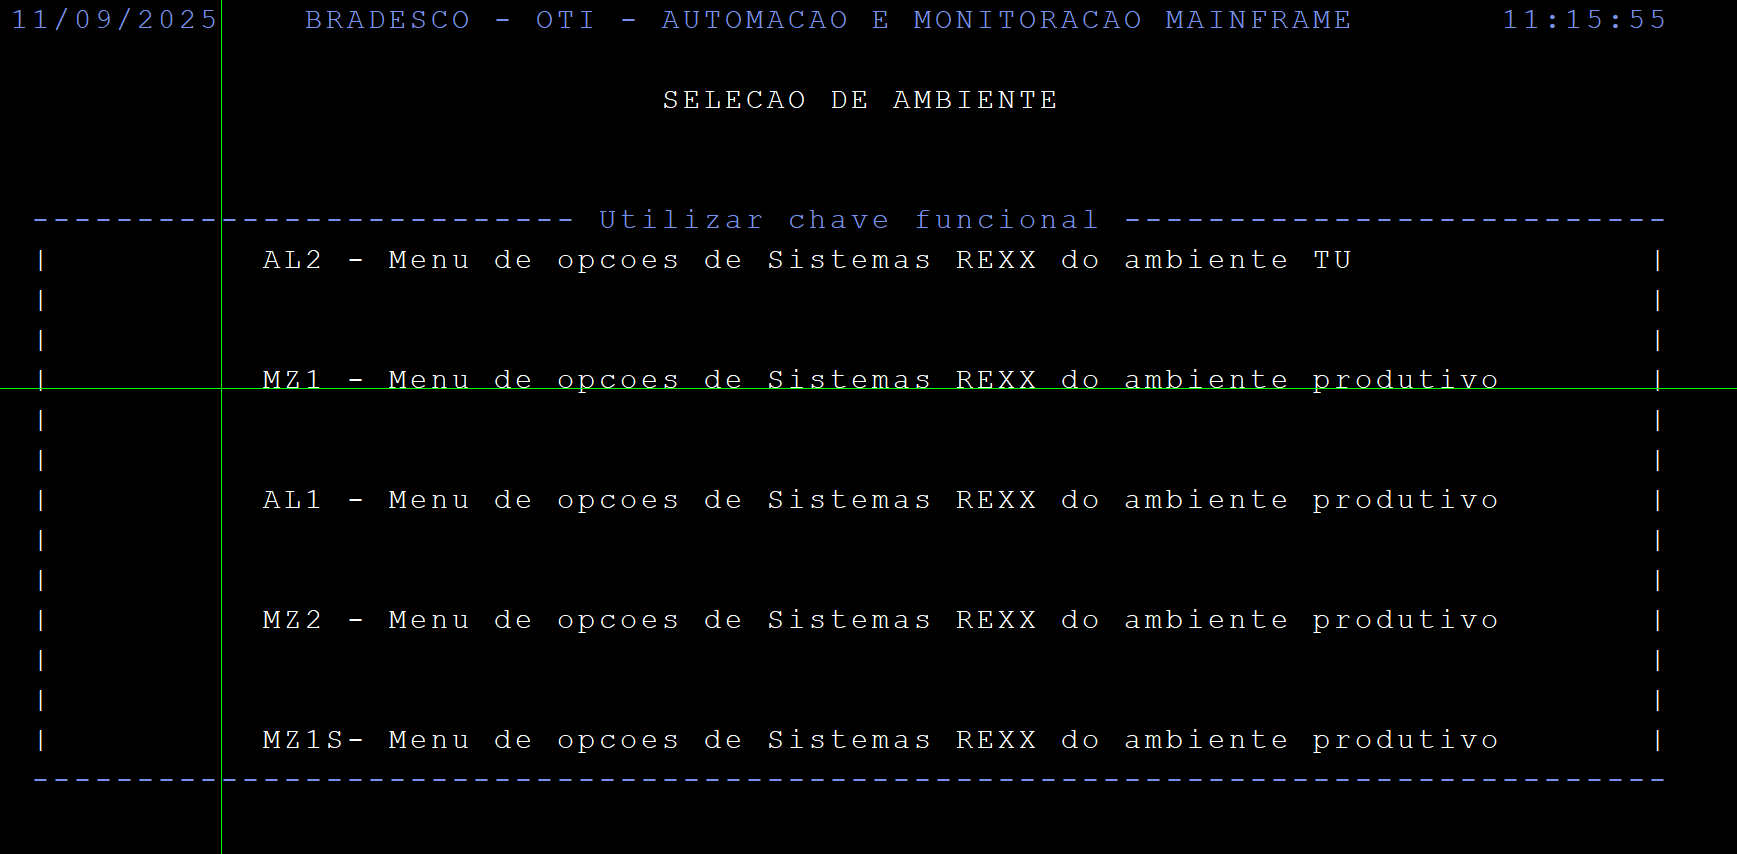 11/09/2025 BRADESCO - OTI - AUTOMACAO E MONITORACAO MAINFRAME 11:15:55
SELECAO DE AMBIENTE
-------------------------- Utilizar chave funcional --------------------------
| AL2 - Menu de opcoes de Sistemas REXX do ambiente TU |
| |
| |
| MZ1 - Menu de opcoes de Sistemas REXX do ambiente produtivo |
| |
| |
| AL1 - Menu de opcoes de Sistemas REXX do ambiente produtivo |
| |
| |
| MZ2 - Menu de opcoes de Sistemas REXX do ambiente produtivo |
| |
| |
| MZ1S- Menu de opcoes de Sistemas REXX do ambiente produtivo |
------------------------------------------------------------------------------